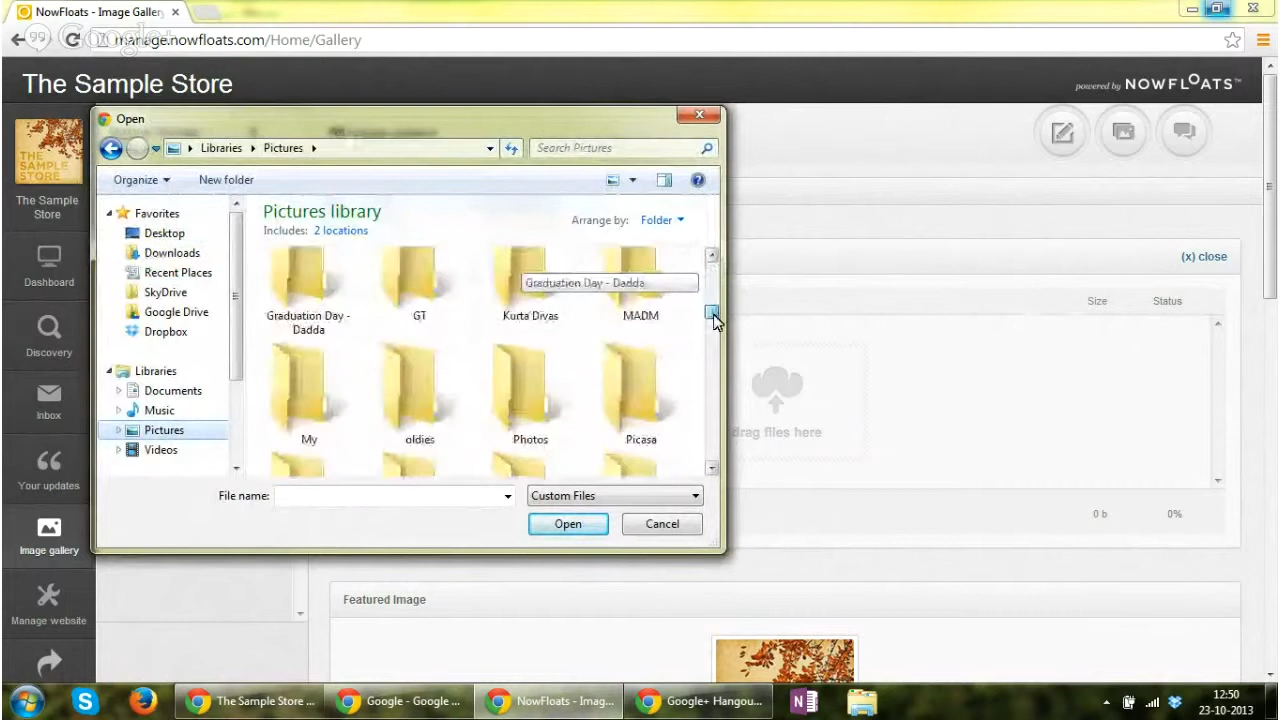 NowFloats - Image Gallery
manage.nowfloats.com/Home/Gallery
Google+
The Sample Store
powered by NOWFLOATS™
Open
Libraries
Pictures
Search Pictures
Organize
New folder
Favorites
Desktop
Downloads
Recent Places
SkyDrive
Google Drive
Dropbox
Libraries
Documents
Music
Pictures
Videos
Pictures library
Includes: 2 locations
Arrange by: Folder
Graduation Day - Dadda
Graduation Day -
Dadda
GT
Kurta Divas
MADM
My
oldies
Photos
Picasa
File name:
Custom Files
Open
Cancel
THE
SAMPLE
STORE
The Sample
Store
Dashboard
Discovery
Inbox
Your updates
Image gallery
Manage website
(x) close
Size
Status
drag files here
0 b
0%
Featured Image
The Sample Store ...
Google - Google ...
NowFloats - Imag...
Google+ Hangou...
12:50
23-10-2013